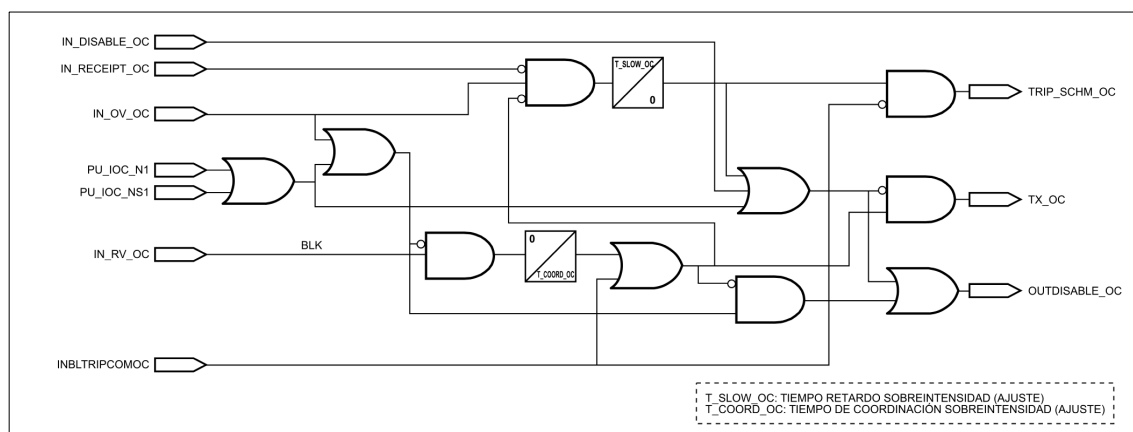 IN_DISABLE_OC
IN_RECEIPT_OC
T_SLOW_OC
0
IN_OV_OC
TRIP_SCHM_OC
PU_IOC_N1
PU_IOC_NS1
TX_OC
BLK
IN_RV_OC
0
T_COORD_OC
OUTDISABLE_OC
INBLTRIPCOMOC
T_SLOW_OC: TIEMPO RETARDO SOBREINTENSIDAD (AJUSTE)
T_COORD_OC: TIEMPO DE COORDINACIÓN SOBREINTENSIDAD (AJUSTE)